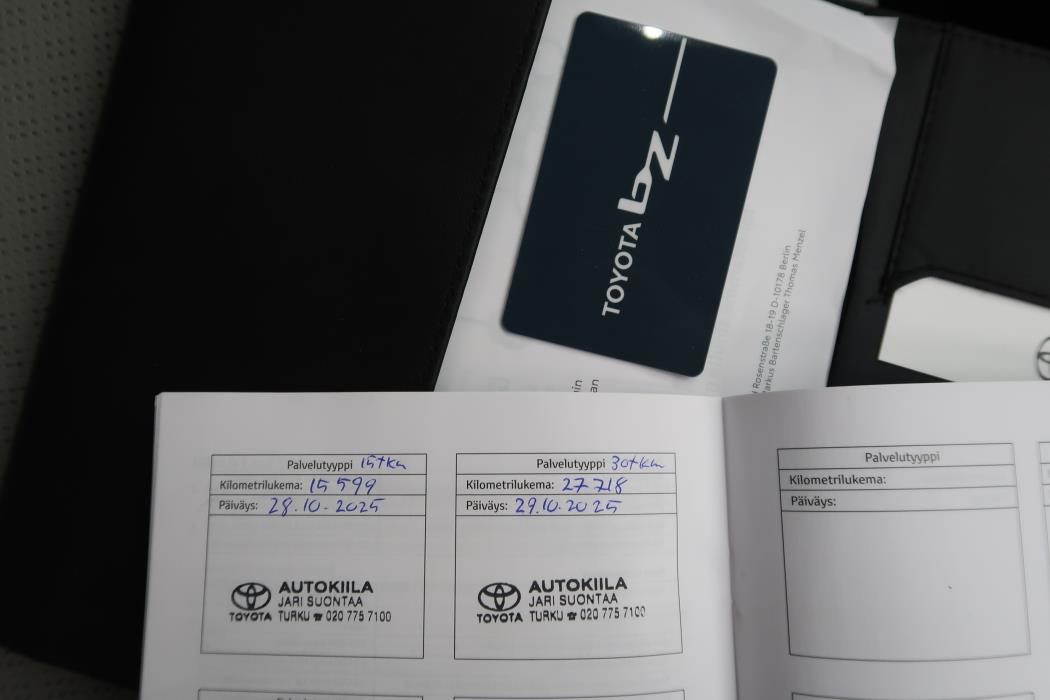 TOYOTA bz
Rosenstraße 18-19 D-10178 Berlin
Markus Bartenschlager Thomas Menzel
in
an
Palvelutyyppi 15tkm
Kilometrilukema: 15 599
Päiväys: 28.10.2025
AUTOKIILA
JARI SUONTAA
TOYOTA TURKU ☎ 020 775 7100
Palvelutyyppi 30tkm
Kilometrilukema: 27 718
Päiväys: 29.10.2025
AUTOKIILA
JARI SUONTAA
TOYOTA TURKU ☎ 020 775 7100
Palvelutyyppi
Kilometrilukema:
Päiväys: